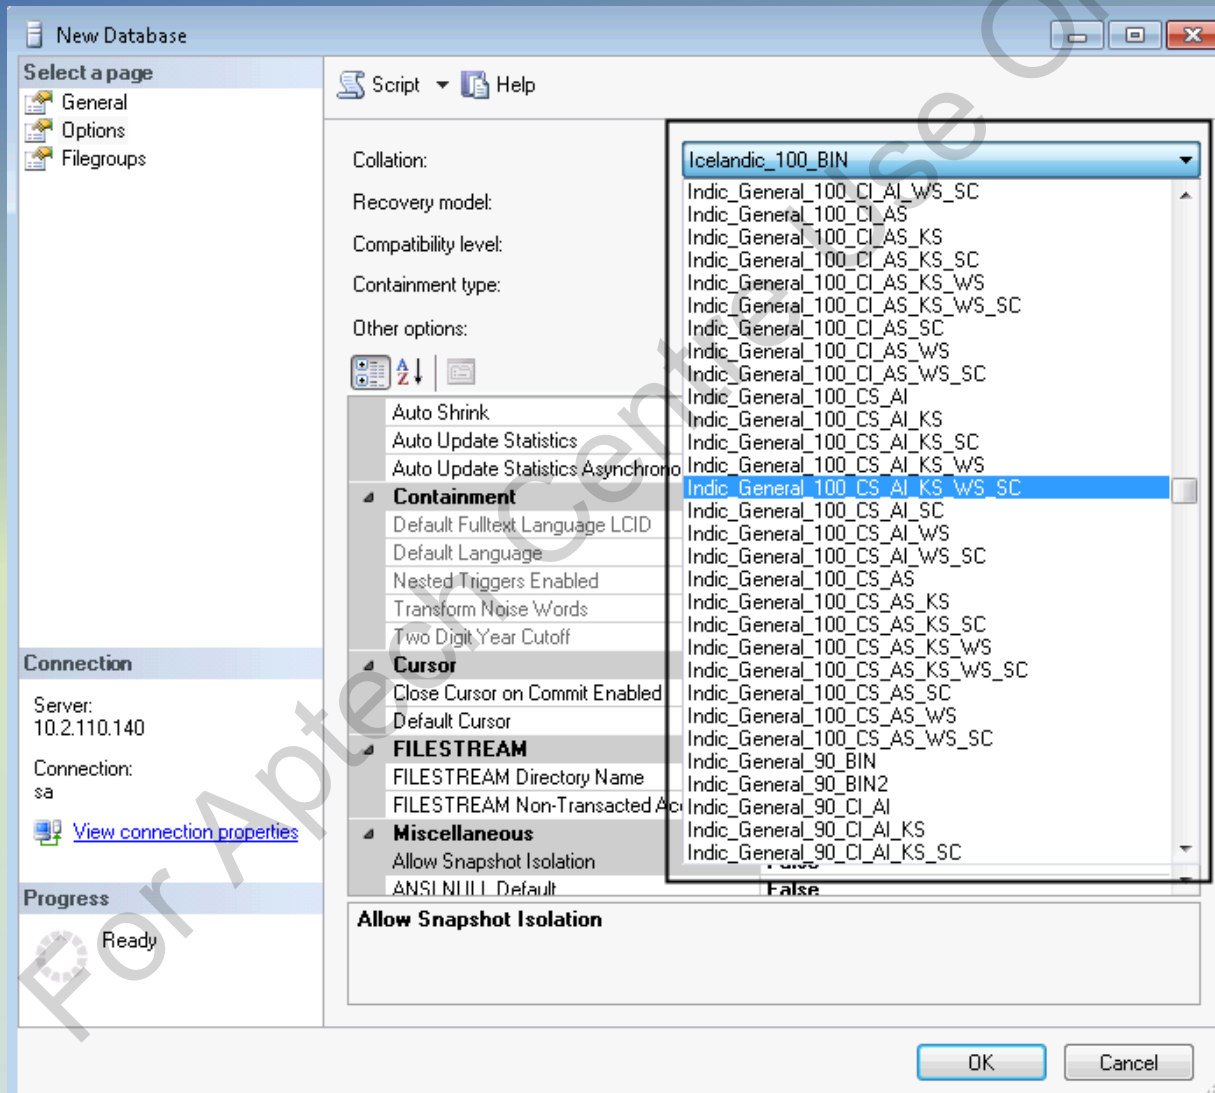 New Database
Select a page
General
Options
Filegroups
Script
Help
Collation:
Icelandic_100_BIN
Recovery model:
Compatibility level:
Containment type:
Other options:
Indic_General_100_CI_AI_WS_SC
Indic_General_100_CI_AS
Indic_General_100_CI_AS_KS
Indic_General_100_CI_AS_KS_SC
Indic_General_100_CI_AS_KS_WS
Indic_General_100_CI_AS_KS_WS_SC
Indic_General_100_CI_AS_SC
Indic_General_100_CI_AS_WS
Indic_General_100_CI_AS_WS_SC
Indic_General_100_CS_AI
Indic_General_100_CS_AI_KS
Indic_General_100_CS_AI_KS_SC
Indic_General_100_CS_AI_KS_WS
Indic_General_100_CS_AI_KS_WS_SC
Indic_General_100_CS_AI_SC
Indic_General_100_CS_AI_WS
Indic_General_100_CS_AI_WS_SC
Indic_General_100_CS_AS
Indic_General_100_CS_AS_KS
Indic_General_100_CS_AS_KS_SC
Indic_General_100_CS_AS_KS_WS
Indic_General_100_CS_AS_KS_WS_SC
Indic_General_100_CS_AS_SC
Indic_General_100_CS_AS_WS
Indic_General_100_CS_AS_WS_SC
Indic_General_90_BIN
Indic_General_90_BIN2
Indic_General_90_CI_AI
Indic_General_90_CI_AI_KS
Indic_General_90_CI_AI_KS_SC
Auto Shrink
Auto Update Statistics
Auto Update Statistics Asynchrono
Containment
Default Fulltext Language LCID
Default Language
Nested Triggers Enabled
Transform Noise Words
Two Digit Year Cutoff
Cursor
Close Cursor on Commit Enabled
Default Cursor
FILESTREAM
FILESTREAM Directory Name
FILESTREAM Non-Transacted Acc
Miscellaneous
Allow Snapshot Isolation False
ANSI NULL Default False
Allow Snapshot Isolation
Connection
Server:
10.2.110.140
Connection:
sa
View connection properties
Progress
Ready
OK
Cancel
For Aptech Centre Use